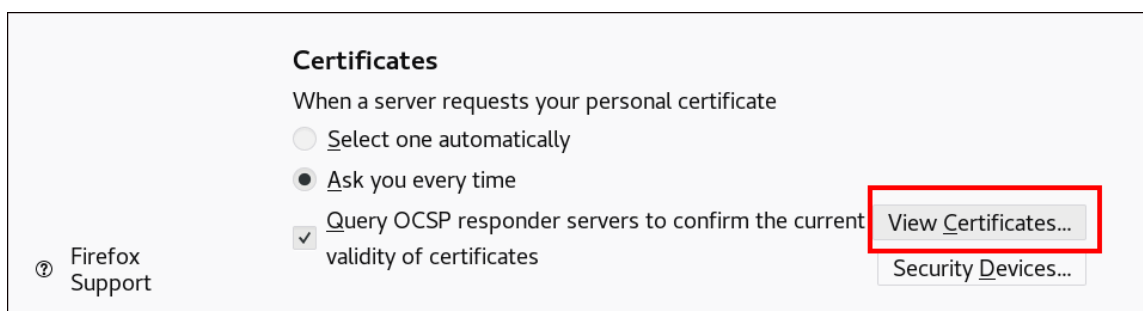 Certificates
When a server requests your personal certificate
Select one automatically
Ask you every time
Query OCSP responder servers to confirm the current
validity of certificates
View Certificates...
Security Devices...
Firefox
Support